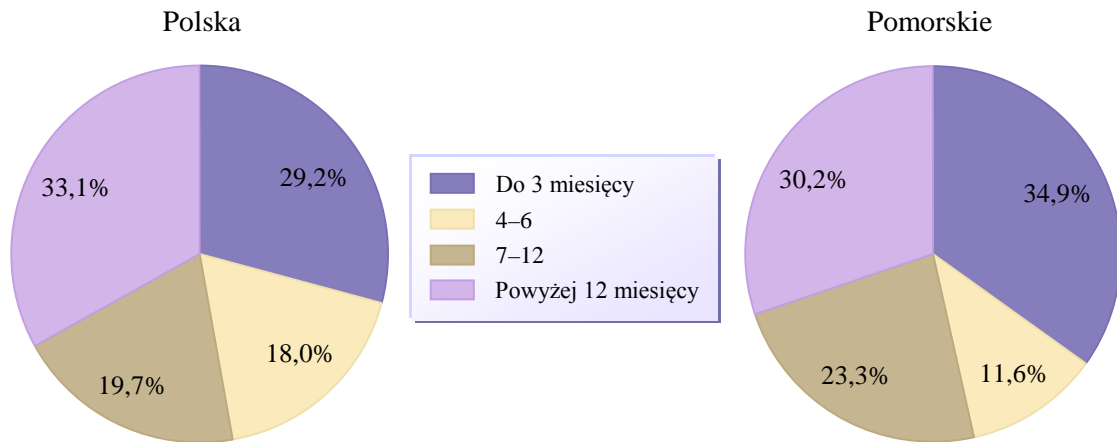 Polska
33,1%
29,2%
18,0%
19,7%
Do 3 miesięcy
4–6
7–12
Powyżej 12 miesięcy
Pomorskie
30,2%
34,9%
23,3%
11,6%